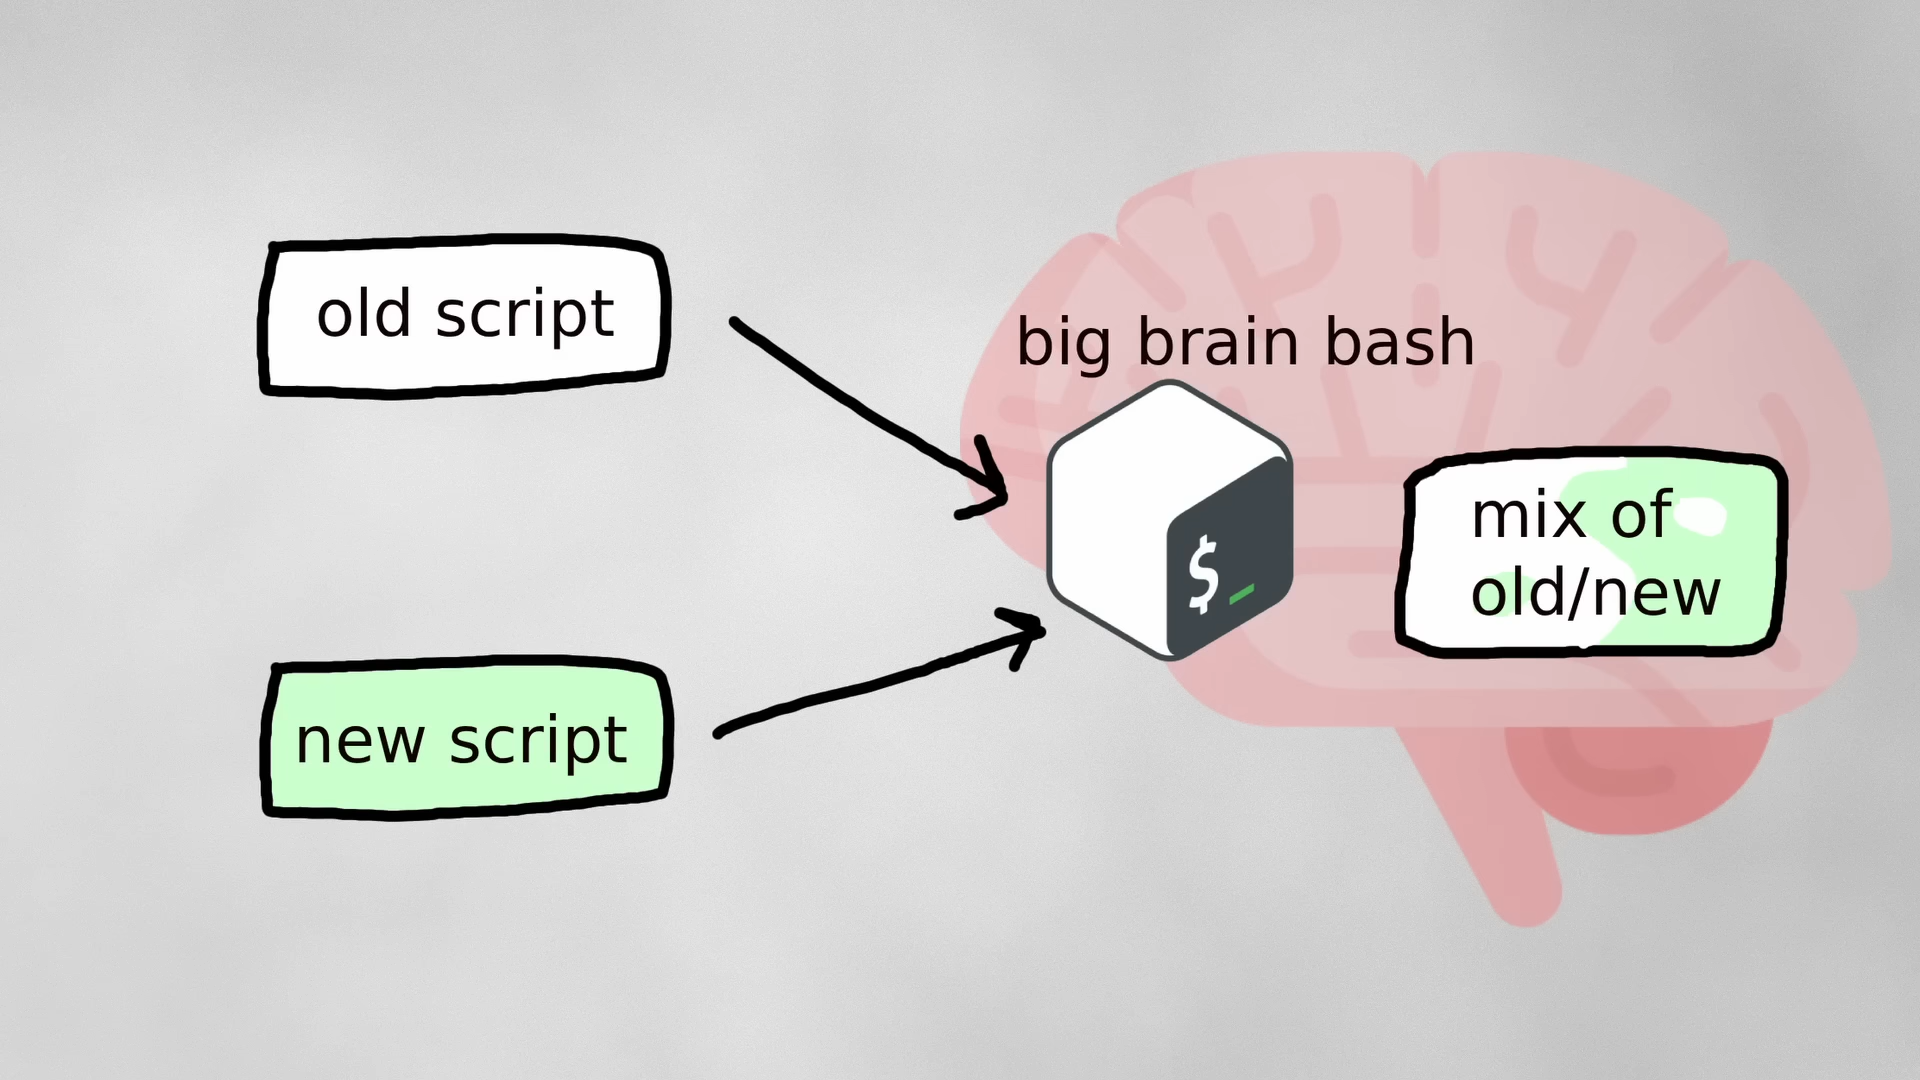 old script
big brain bash
$_
mix of
old/new
new script